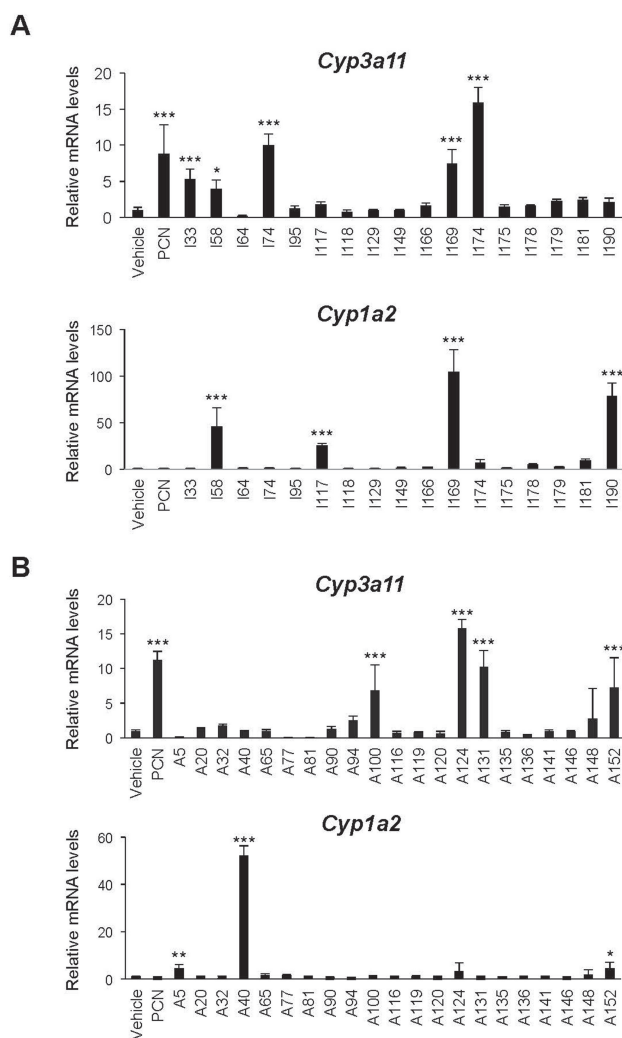 A
Cyp3a11
Relative mRNA levels
20
15
10
5
0
***
***
*
***
***
***
Vehicle
PCN
I33
I58
I64
I74
I95
I117
I118
I129
I149
I166
I169
I174
I175
I178
I179
I181
I190
Cyp1a2
Relative mRNA levels
150
100
50
0
***
***
***
***
Vehicle
PCN
I33
I58
I64
I74
I95
I117
I118
I129
I149
I166
I169
I174
I175
I178
I179
I181
I190
B
Cyp3a11
Relative mRNA levels
20
15
10
5
0
***
***
***
***
***
Vehicle
PCN
A5
A20
A32
A40
A65
A77
A81
A90
A94
A100
A116
A119
A120
A124
A131
A135
A136
A141
A146
A148
A152
Cyp1a2
Relative mRNA levels
60
40
20
0
**
***
*
Vehicle
PCN
A5
A20
A32
A40
A65
A77
A81
A90
A94
A100
A116
A119
A120
A124
A131
A135
A136
A141
A146
A148
A152